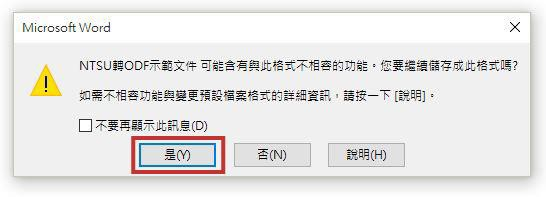 Microsoft Word
NTSU轉ODF示範文件 可能含有與此格式不相容的功能。您要繼續儲存成此格式嗎?
如需不相容功能與變更預設檔案格式的詳細資訊，請按一下 [說明]。
不要再顯示此訊息(D)
是(Y) 否(N) 說明(H)